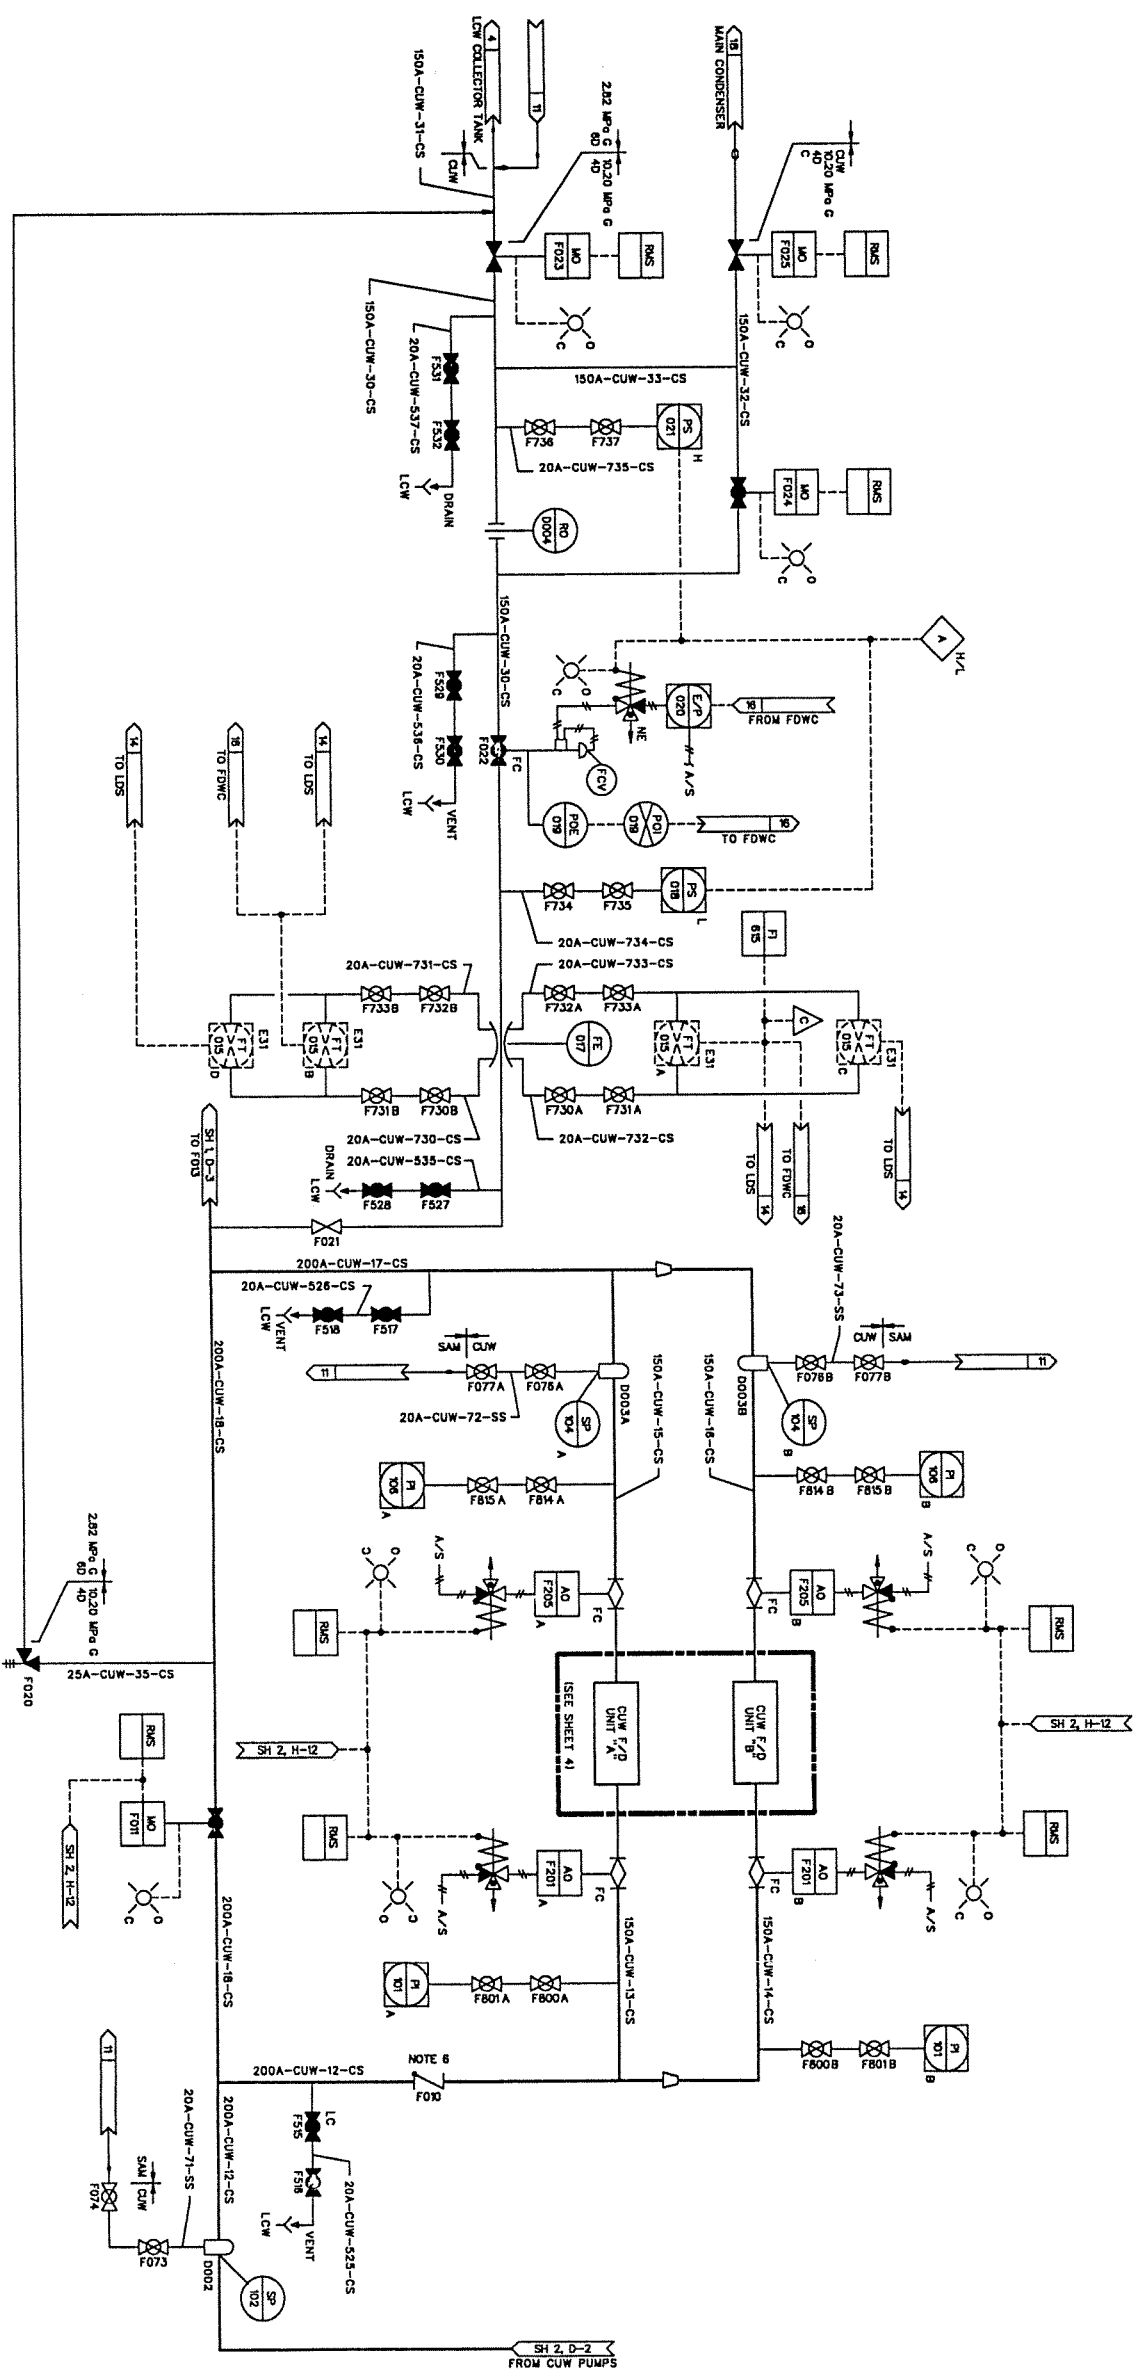 18
MAIN CONDENSER
CUW
10.20 MPa G
4D
C
MO
F025
RMS
O
C
150A-CUW-32-CS
4
LCW COLLECTOR TANK
11
CUW
150A-CUW-31-CS
2.82 MPa G
6D
10.20 MPa G
4D
MO
F023
RMS
O
C
150A-CUW-30-CS
F531
F532
20A-CUW-537-CS
DRAIN
LCW
150A-CUW-33-CS
F736
F737
PS
021
H
20A-CUW-735-CS
MO
F024
RMS
O
C
RO
D004
150A-CUW-30-CS
F529
F530
20A-CUW-536-CS
VENT
LCW
F022
FC
A
H/L
O
C
E/P
020
16
FROM FDWC
NE
A/S
FCV
POE
019
POI
019
16
TO FDWC
F734
F735
PS
018
L
20A-CUW-734-CS
14
TO LDS
16
TO FDWC
14
TO LDS
20A-CUW-731-CS
20A-CUW-733-CS
F733B
F732B
F732A
F733A
FI
615
C
E31
FT
015
D
E31
FT
015
B
FE
017
E31
FT
015
A
E31
FT
015
C
F731B
F730B
F730A
F731A
20A-CUW-730-CS
20A-CUW-732-CS
TO LDS
14
TO FDWC
16
TO LDS
14
SH 1, D-3
TO F013
20A-CUW-535-CS
DRAIN
LCW
F528
F527
F021
200A-CUW-17-CS
20A-CUW-526-CS
F518
F517
VENT
LCW
SAM
CUW
11
F077A
F076A
20A-CUW-72-SS
D003A
SP
104
A
150A-CUW-15-CS
20A-CUW-73-SS
CUW
SAM
F076B
F077B
11
D003B
SP
104
B
150A-CUW-16-CS
200A-CUW-18-CS
PI
106
A
F815A
F814A
F814B
F815B
PI
106
B
A/S
O
C
AO
F205
A
FC
RMS
FC
AO
F205
B
A/S
O
C
RMS
2.82 MPa G
6D
10.20 MPa G
4D
F020
25A-CUW-35-CS
(SEE SHEET 4)
CUW F/D
UNIT "A"
CUW F/D
UNIT "B"
SH 2, H-12
SH 2, H-12
RMS
MO
F011
SH 2, H-12
O
C
RMS
O
C
A/S
AO
F201
A
FC
FC
AO
F201
B
A/S
O
C
RMS
200A-CUW-18-CS
150A-CUW-13-CS
150A-CUW-14-CS
PI
101
A
F801A
F800A
F800B
F801B
PI
101
B
200A-CUW-12-CS
NOTE 6
F010
LC
F515
F516
20A-CUW-525-CS
VENT
LCW
200A-CUW-12-CS
11
20A-CUW-71-SS
SAM
CUW
F074
F073
D002
SP
102
SH 2, D-2
FROM CUW PUMPS